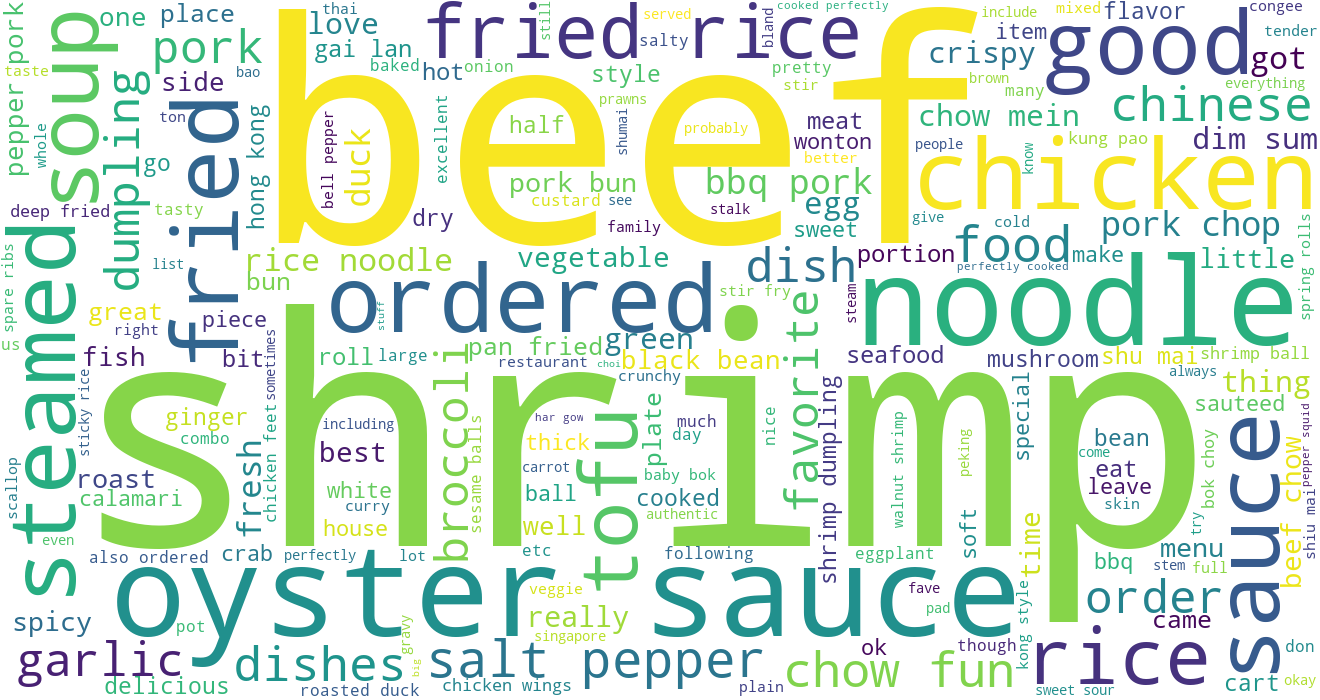 thai
still
served
bland
cooked perfectly
include
mixed
congee
pepper pork
taste
soup
one
place
pork
love
gai lan
baked
fried rice
salty
crispy
item
flavor
good
tender
got
side
bao
ton
hot
onion
style
pretty
stir
prawns
brown
many
everything
chinese
whole
dumpling
fried
go
hong kong
bell pepper
duck
excellent
beef
half
shumai
probably
meat
wonton
better
chow mein
people
kung pao
know
dim sum
chicken
deep fried
tasty
dry
pork bun
custard
see
family
bbq pork
stalk
egg
sweet
give
cold
food
pork chop
spare ribs
steamed
list
rice noodle
bun
vegetable
dish
portion
perfectly cooked
make
little
spring rolls
us
great
right
piece
ordered
stuff
stir fry
steam
noodle
fish
bit
sometimes
roll
large
broccoli
pan fried
restaurant
choi
green
black bean
crunchy
favorite
seafood
mushroom
shu mai
shrimp ball
always
thing
sauteed
sticky rice
ginger
combo
chicken feet
shrimp
including
best
sesame balls
har gow
thick
carrot
tofu
plate
much
day
nice
shrimp dumpling
walnut shrimp
peking
special
bean
come
eat
leave
skin
bok choy
sauce
beef chow
pepper squid
shiu mai
scallop
roast
calamari
fresh
white
curry
house
ball
well
baby bok
cooked
authentic
soft
time
try
even
also ordered
crab
perfectly
lot
etc
following
eggplant
menu
stem
full
bbq
oyster sauce
veggie
fave
pad
kong style
order
came
spicy
pot
really
singapore
garlic
dishes
gravy
big
salt pepper
chow fun
ok
though
rice
don
delicious
roasted duck
chicken wings
plain
sweet sour
cart
okay